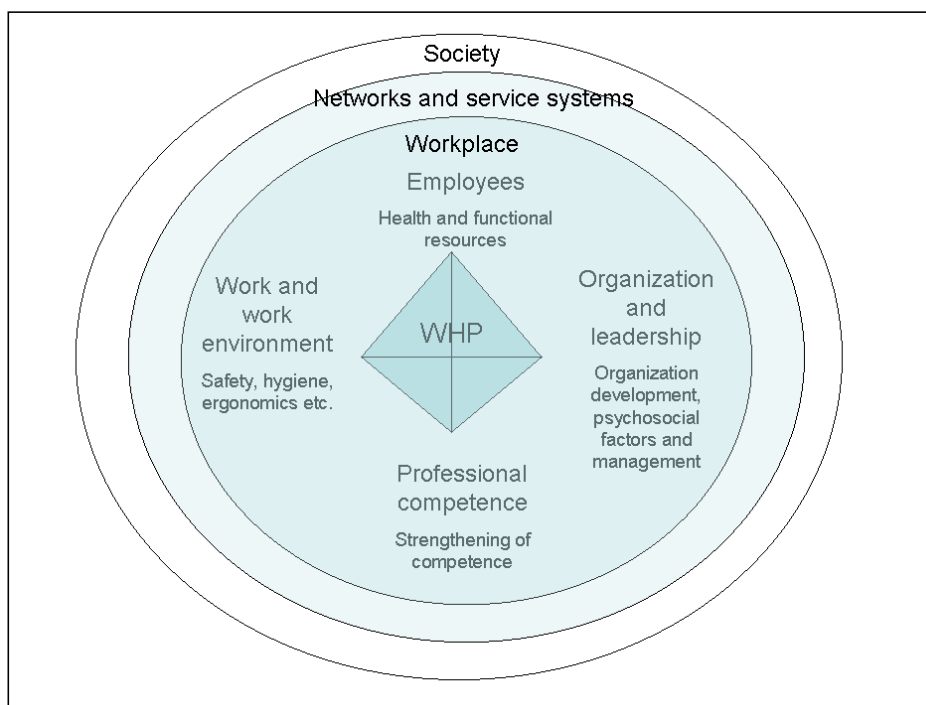 Society
Networks and service systems
Workplace
Employees
Health and functional
resources
Work and
work
environment
Safety, hygiene,
ergonomics etc.
WHP
Organization
and
leadership
Organization
development,
psychosocial
factors and
management
Professional
competence
Strengthening of
competence